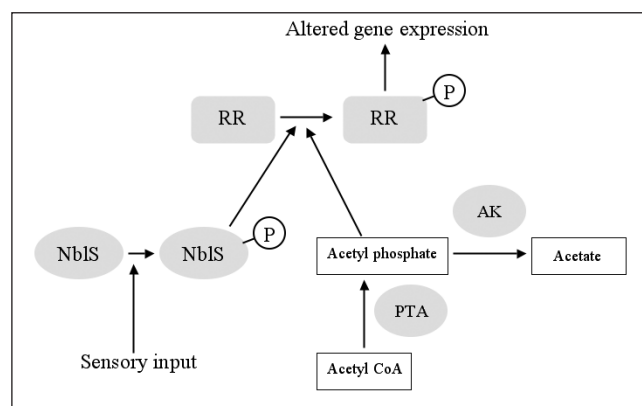 Altered gene expression
P
RR
RR
P
AK
NblS
NblS
Acetyl phosphate
Acetate
PTA
Sensory input
Acetyl CoA